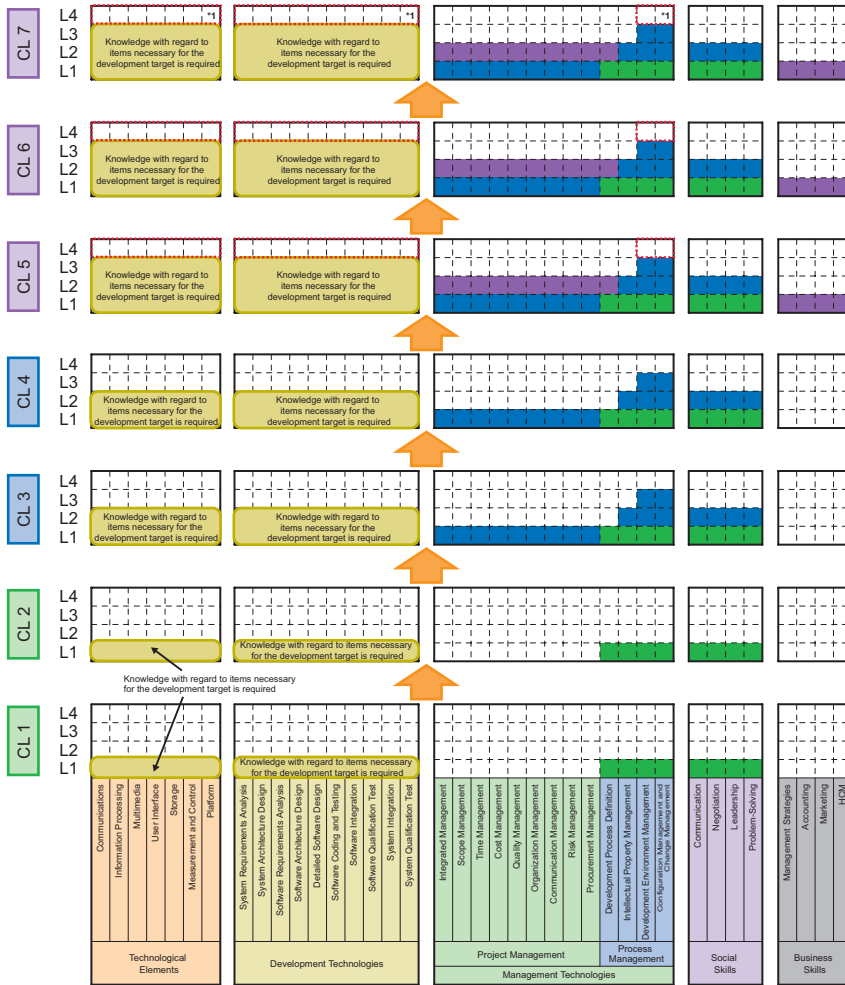 CL 7
L4
L3
L2
L1
*1
*1
*1
Knowledge with regard to
items necessary for the
development target is required
Knowledge with regard to
items necessary for the
development target is required
CL 6
L4
L3
L2
L1
Knowledge with regard to
items necessary for the
development target is required
Knowledge with regard to
items necessary for the
development target is required
CL 5
L4
L3
L2
L1
Knowledge with regard to
items necessary for the
development target is required
Knowledge with regard to
items necessary for the
development target is required
CL 4
L4
L3
L2
L1
Knowledge with regard to
items necessary for the
development target is required
Knowledge with regard to
items necessary for the
development target is required
CL 3
L4
L3
L2
L1
Knowledge with regard to
items necessary for the
development target is required
Knowledge with regard to
items necessary for the
development target is required
CL 2
L4
L3
L2
L1
Knowledge with regard to items necessary
for the development target is required
Knowledge with regard to items necessary
for the development target is required
CL 1
L4
L3
L2
L1
Knowledge with regard to items necessary
for the development target is required
Communications
Information Processing
Multimedia
User Interface
Storage
Measurement and Control
Platform
Technological
Elements
System Requirements Analysis
System Architecture Design
Software Requirements Analysis
Software Architecture Design
Detailed Software Design
Software Coding and Testing
Software Integration
Software Qualification Test
System Integration
System Qualification Test
Development Technologies
Integrated Management
Scope Management
Time Management
Cost Management
Quality Management
Organization Management
Communication Management
Risk Management
Procurement Management
Project Management
Development Process Definition
Intellectual Property Management
Development Environment Management
Configuration Management and
Change Management
Process
Management
Management Technologies
Communication
Negotiation
Leadership
Problem-Solving
Social
Skills
Management Strategies
Accounting
Marketing
HCM
Business
Skills